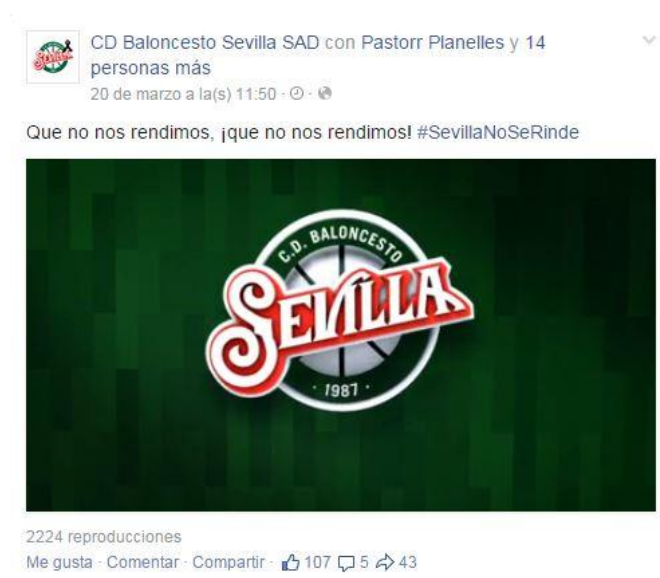 SEVILLA
CD Baloncesto Sevilla SAD con Pastorr Planelles y 14
personas más
20 de marzo a la(s) 11:50 ·
Que no nos rendimos, ¡que no nos rendimos! #SevillaNoSeRinde
C.D. BALONCESTO
SEVILLA
· 1987 ·
2224 reproducciones
Me gusta · Comentar · Compartir · 107 5 43